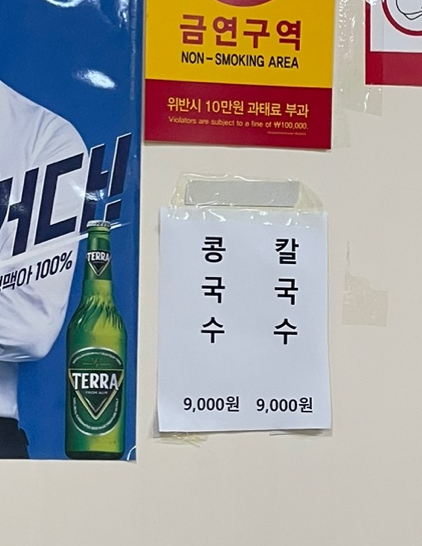 금연구역
NON-SMOKING AREA
위반시 10만원 과태료 부과
Violators are subject to a fine of ₩100,000.
맥아 100%
TERRA
TERRA
콩국수 9,000원
칼국수 9,000원